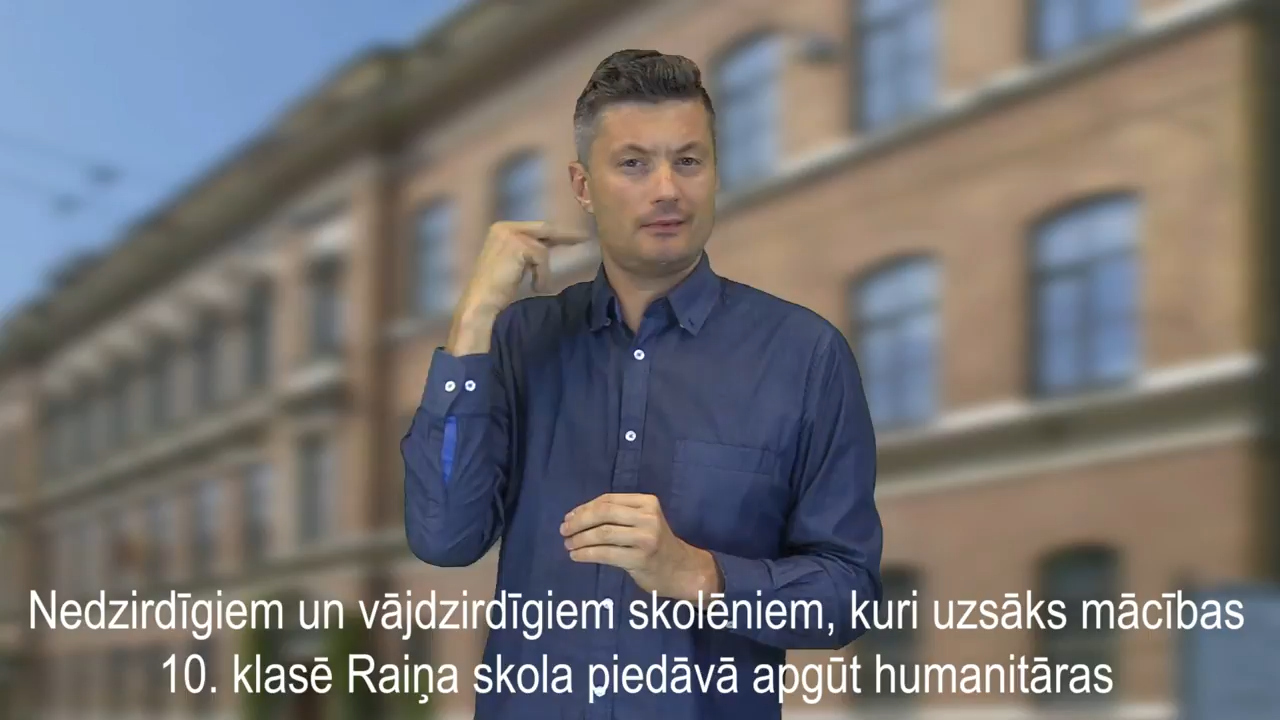 Nedzirdīgiem un vājdzirdīgiem skolēniem, kuri uzsāks mācības
10. klasē Raiņa skola piedāvā apgūt humanitāras